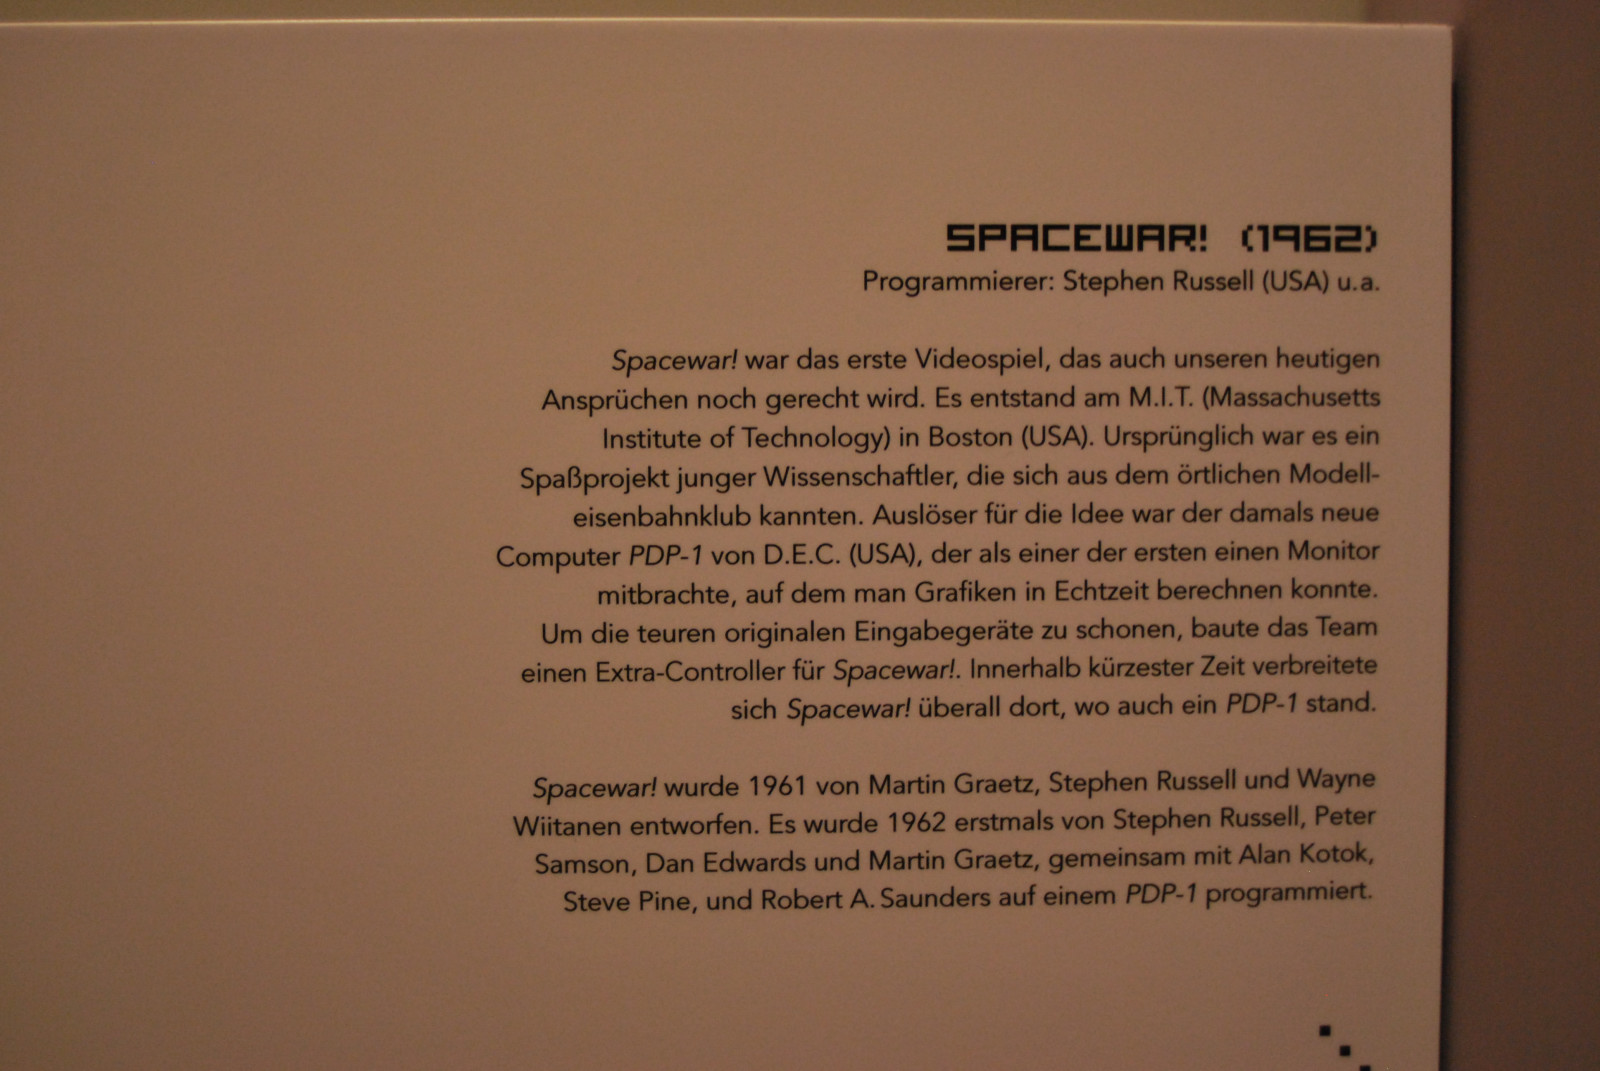 SPACEWAR! (1962)
Programmierer: Stephen Russell (USA) u.a.
Spacewar! war das erste Videospiel, das auch unseren heutigen
Ansprüchen noch gerecht wird. Es entstand am M.I.T. (Massachusetts
Institute of Technology) in Boston (USA). Ursprünglich war es ein
Spaßprojekt junger Wissenschaftler, die sich aus dem örtlichen Modell-
eisenbahnklub kannten. Auslöser für die Idee war der damals neue
Computer PDP-1 von D.E.C. (USA), der als einer der ersten einen Monitor
mitbrachte, auf dem man Grafiken in Echtzeit berechnen konnte.
Um die teuren originalen Eingabegeräte zu schonen, baute das Team
einen Extra-Controller für Spacewar!. Innerhalb kürzester Zeit verbreitete
sich Spacewar! überall dort, wo auch ein PDP-1 stand.
Spacewar! wurde 1961 von Martin Graetz, Stephen Russell und Wayne
Wiitanen entworfen. Es wurde 1962 erstmals von Stephen Russell, Peter
Samson, Dan Edwards und Martin Graetz, gemeinsam mit Alan Kotok,
Steve Pine, und Robert A. Saunders auf einem PDP-1 programmiert.